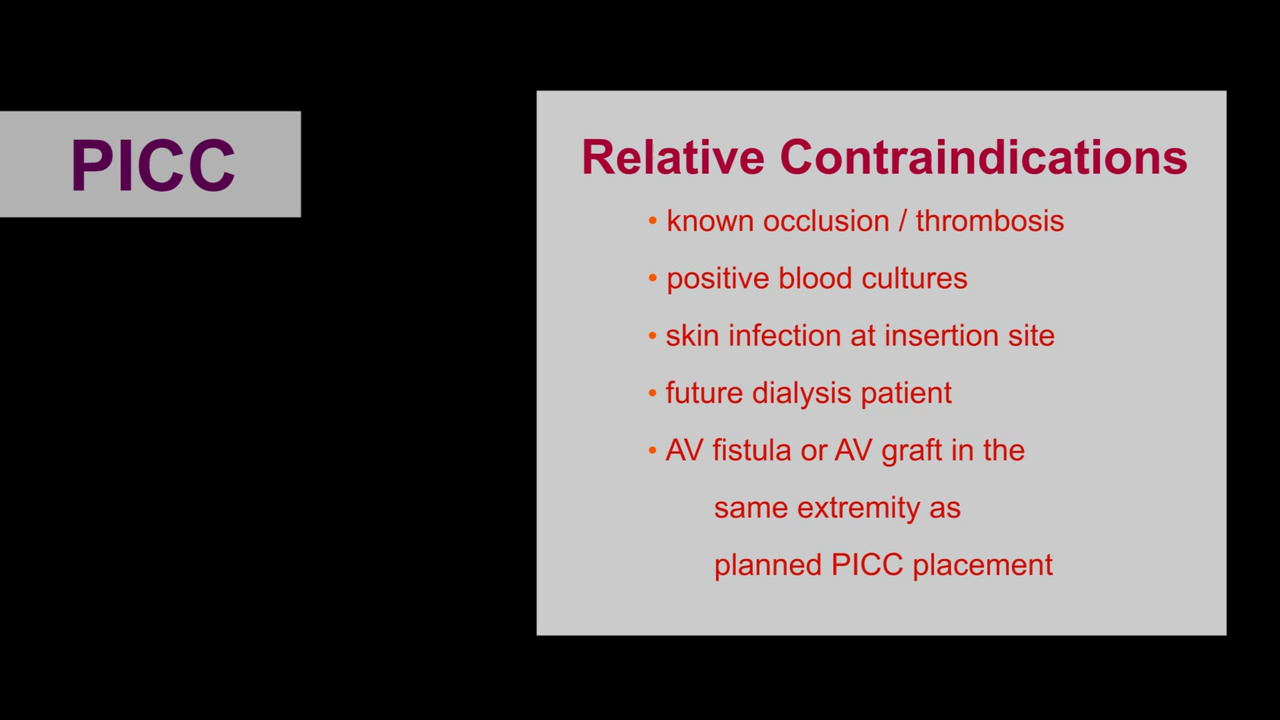 PICC
Relative Contraindications
• known occlusion / thrombosis
• positive blood cultures
• skin infection at insertion site
• future dialysis patient
• AV fistula or AV graft in the
same extremity as
planned PICC placement